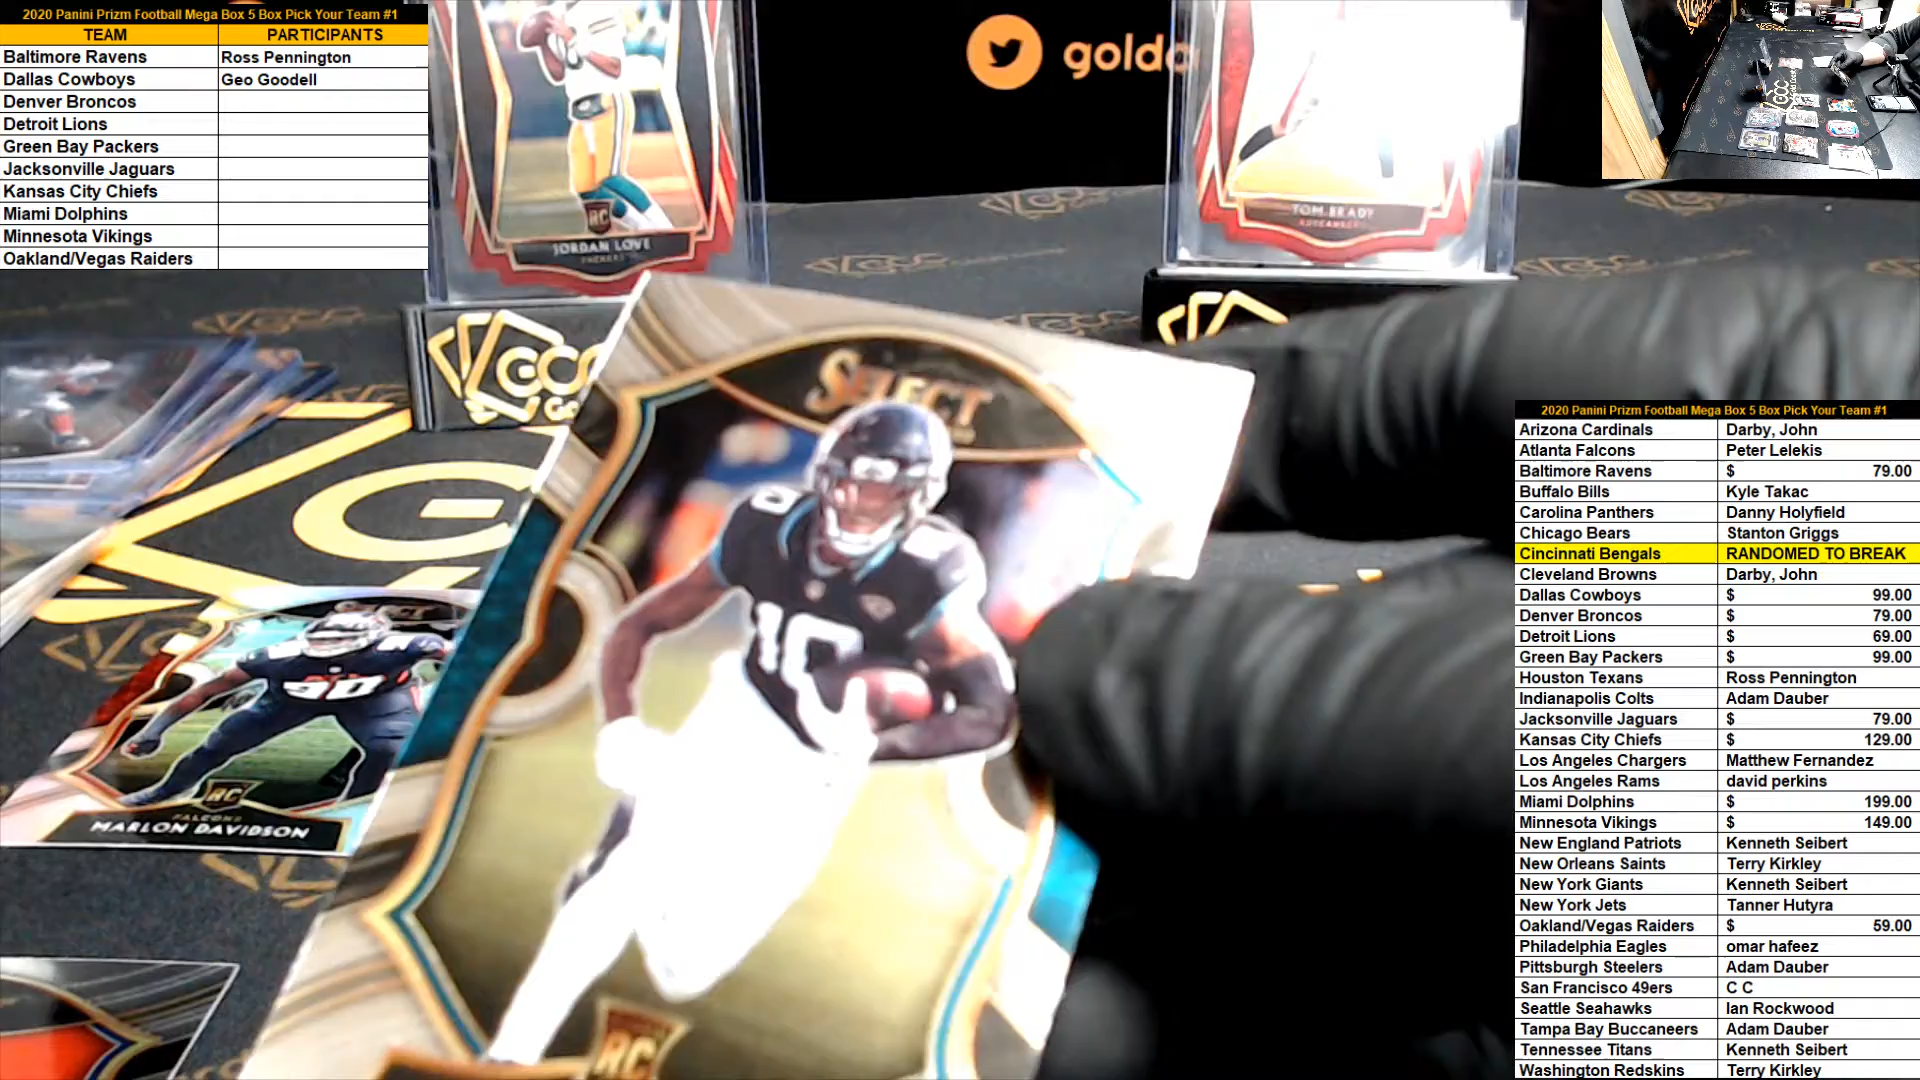 2020 Panini Prizm Football Mega Box 5 Box Pick Your Team #1
TEAM PARTICIPANTS
Baltimore Ravens Ross Pennington
Dallas Cowboys Geo Goodell
Denver Broncos
Detroit Lions
Green Bay Packers
Jacksonville Jaguars
Kansas City Chiefs
Miami Dolphins
Minnesota Vikings
Oakland/Vegas Raiders
RC
JORDAN LOVE
PACKERS
TOM BRADY
BUCCANEERS
GCC
SELECT
10
SELECT
90
RC
FALCONS
MARLON DAVIDSON
RC
2020 Panini Prizm Football Mega Box 5 Box Pick Your Team #1
Arizona Cardinals Darby, John
Atlanta Falcons Peter Lelekis
Baltimore Ravens $ 79.00
Buffalo Bills Kyle Takac
Carolina Panthers Danny Holyfield
Chicago Bears Stanton Griggs
Cincinnati Bengals RANDOMED TO BREAK
Cleveland Browns Darby, John
Dallas Cowboys $ 99.00
Denver Broncos $ 79.00
Detroit Lions $ 69.00
Green Bay Packers $ 99.00
Houston Texans Ross Pennington
Indianapolis Colts Adam Dauber
Jacksonville Jaguars $ 79.00
Kansas City Chiefs $ 129.00
Los Angeles Chargers Matthew Fernandez
Los Angeles Rams david perkins
Miami Dolphins $ 199.00
Minnesota Vikings $ 149.00
New England Patriots Kenneth Seibert
New Orleans Saints Terry Kirkley
New York Giants Kenneth Seibert
New York Jets Tanner Hutyra
Oakland/Vegas Raiders $ 59.00
Philadelphia Eagles omar hafeez
Pittsburgh Steelers Adam Dauber
San Francisco 49ers C C
Seattle Seahawks Ian Rockwood
Tampa Bay Buccaneers Adam Dauber
Tennessee Titans Kenneth Seibert
Washington Redskins Terry Kirkley